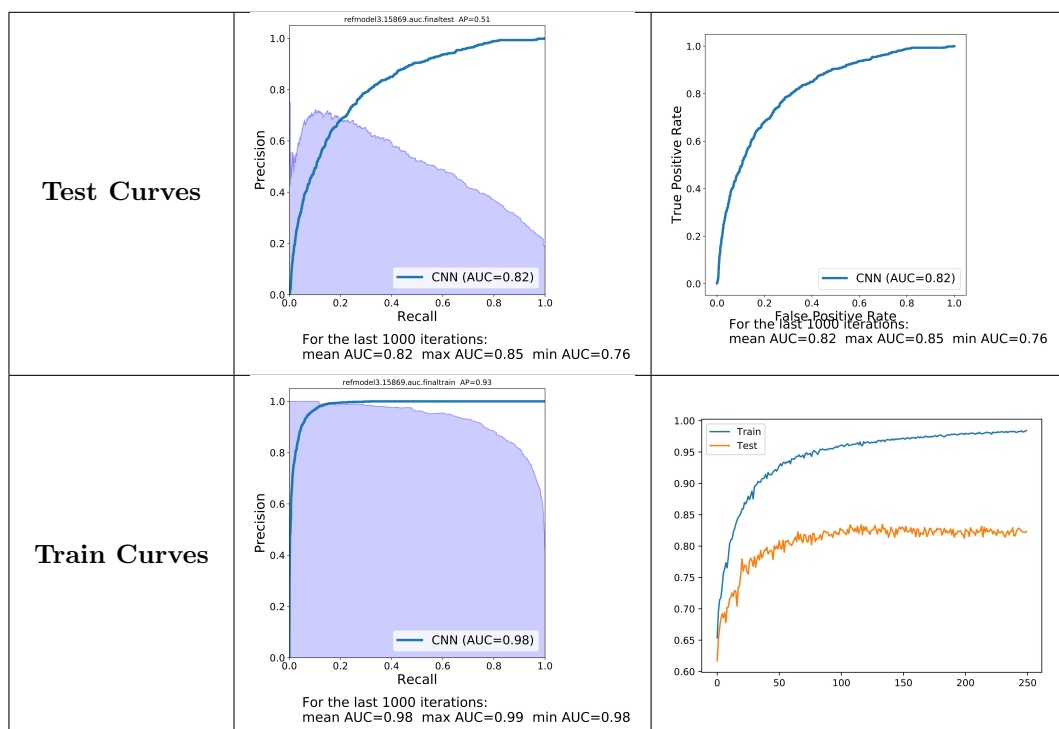 Test Curves
refmodel3.15869.auc.finaltest AP=0.51
1.0
0.8
0.6
0.4
0.2
0.0
Precision
CNN (AUC=0.82)
0.0 0.2 0.4 0.6 0.8 1.0
Recall
For the last 1000 iterations:
mean AUC=0.82 max AUC=0.85 min AUC=0.76
1.0
0.8
0.6
0.4
0.2
0.0
True Positive Rate
CNN (AUC=0.82)
0.0 0.2 0.4 0.6 0.8 1.0
False Positive Rate
For the last 1000 iterations:
mean AUC=0.82 max AUC=0.85 min AUC=0.76
Train Curves
refmodel3.15869.auc.finaltrain AP=0.93
1.0
0.8
0.6
0.4
0.2
0.0
Precision
CNN (AUC=0.98)
0.0 0.2 0.4 0.6 0.8 1.0
Recall
For the last 1000 iterations:
mean AUC=0.98 max AUC=0.99 min AUC=0.98
Train
Test
1.00
0.95
0.90
0.85
0.80
0.75
0.70
0.65
0.60
0 50 100 150 200 250